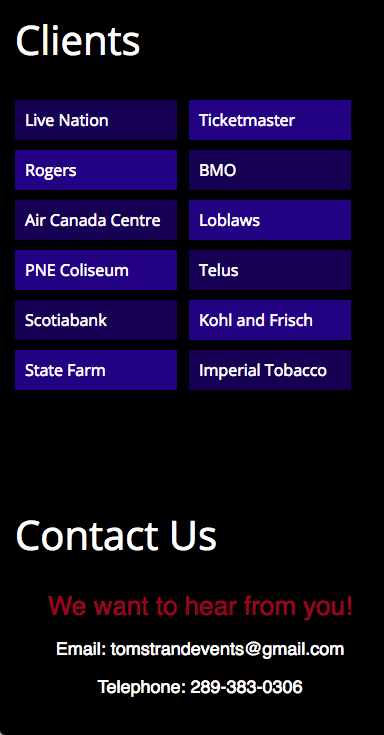 Clients
Live Nation
Ticketmaster
Rogers
BMO
Air Canada Centre
Loblaws
PNE Coliseum
Telus
Scotiabank
Kohl and Frisch
State Farm
Imperial Tobacco
Contact Us
We want to hear from you!
Email: tomstrandevents@gmail.com
Telephone: 289-383-0306